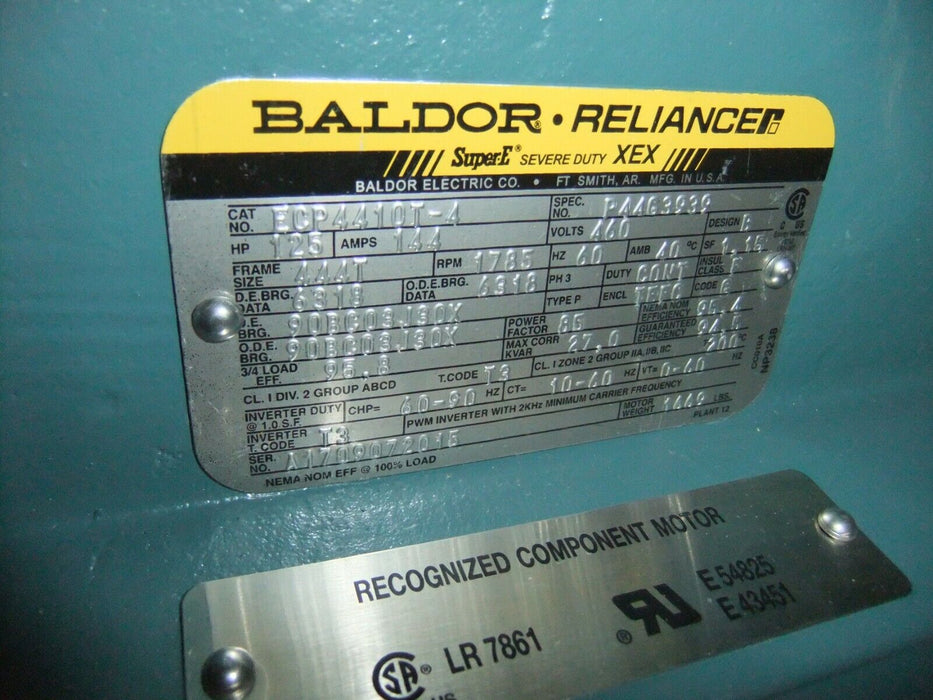 BALDOR • RELIANCE
Super-E® SEVERE DUTY XEX
BALDOR ELECTRIC CO. • FT SMITH, AR. MFG. IN U.S.A.
CAT NO. ECP4410T-4 SPEC. NO. P44G3939
HP 125 AMPS 144 VOLTS 460 DESIGN B
FRAME SIZE 444T RPM 1785 HZ 60 AMB 40 °C SF 1.15
D.E.BRG. DATA 6318 O.D.E.BRG. DATA 6318 PH 3 DUTY CONT INSUL CLASS F
TYPE P ENCL TEFC CODE G
D.E. BRG. 90BC03J30X POWER FACTOR 85 NEMA NOM EFFICIENCY 95.4
O.D.E. BRG. 90BC03J30X MAX CORR KVAR 27.0 GUARANTEED EFFICIENCY
3/4 LOAD EFF. 95.8 CL. I ZONE 2 GROUP IIA, IIB, IIC 200°C
CL. I DIV. 2 GROUP ABCD T.CODE T3
INVERTER DUTY @ 1.0 S.F. CHP= 60-90 HZ CT= 10-60 HZ VT= 0-60 HZ
INVERTER T. CODE T3 PWM INVERTER WITH 2KHz MINIMUM CARRIER FREQUENCY
SER. NO. A1709072015 MOTOR WEIGHT 1449 LBS.
NEMA NOM EFF @ 100% LOAD PLANT 12
NP3238
RECOGNIZED COMPONENT MOTOR
LR 7861 ® E 54825
E 43451
US